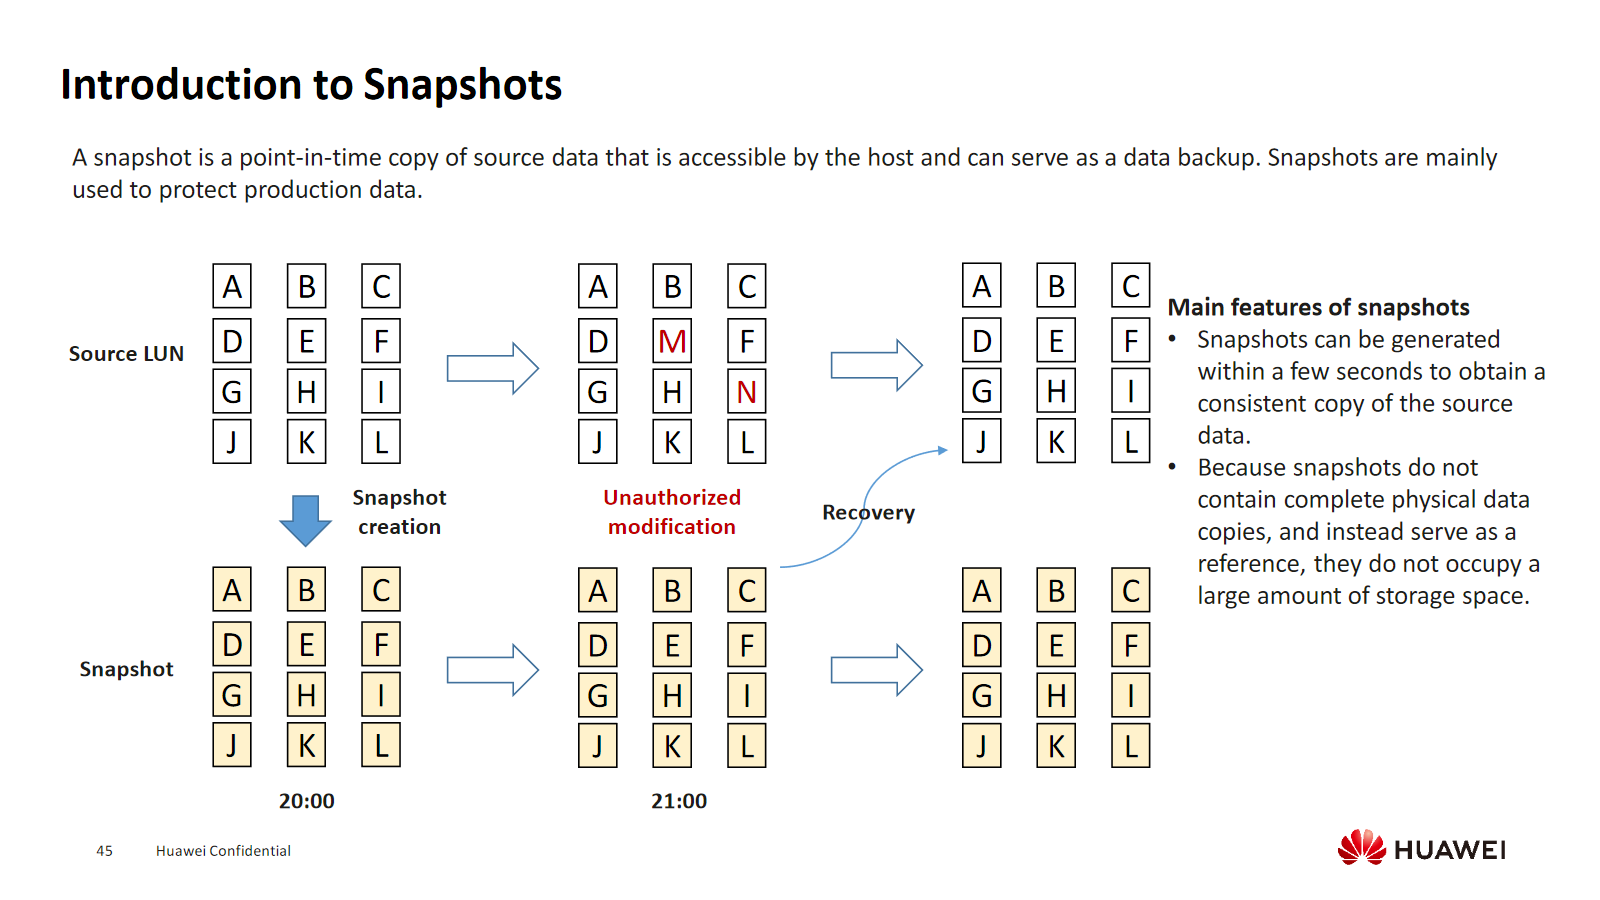 Introduction to Snapshots
A snapshot is a point-in-time copy of source data that is accessible by the host and can serve as a data backup. Snapshots are mainly
used to protect production data.
A B C A B C A B C
D E F D M F D E F
Source LUN
G H I G H N G H I
J K L J K L J K L
Main features of snapshots
• Snapshots can be generated
within a few seconds to obtain a
consistent copy of the source
data.
• Because snapshots do not
contain complete physical data
copies, and instead serve as a
reference, they do not occupy a
large amount of storage space.
Snapshot
creation
Unauthorized
modification
Recovery
A B C A B C A B C
D E F D E F D E F
Snapshot
G H I G H I G H I
J K L J K L J K L
20:00 21:00
45 Huawei Confidential
HUAWEI